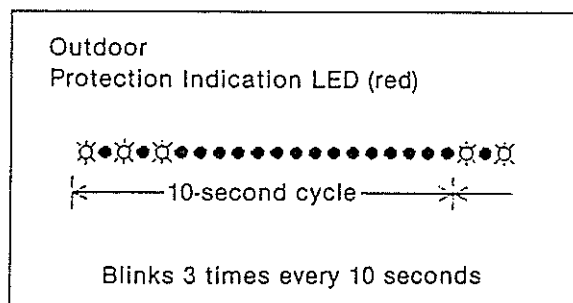 Outdoor
Protection Indication LED (red)
10-second cycle
Blinks 3 times every 10 seconds